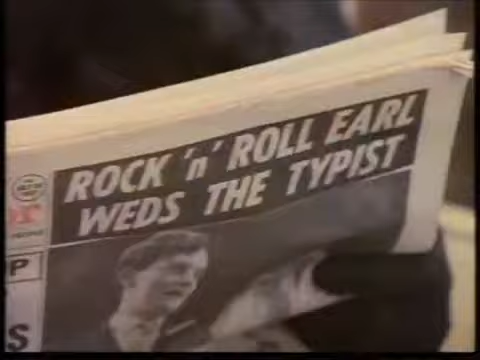 ROCK 'n' ROLL EARL
WEDS THE TYPIST
P
S